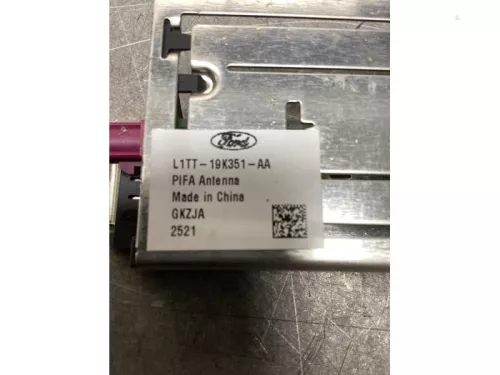 Ford
L1TT-19K351-AA
PIFA Antenna
Made in China
GKZJA
2521